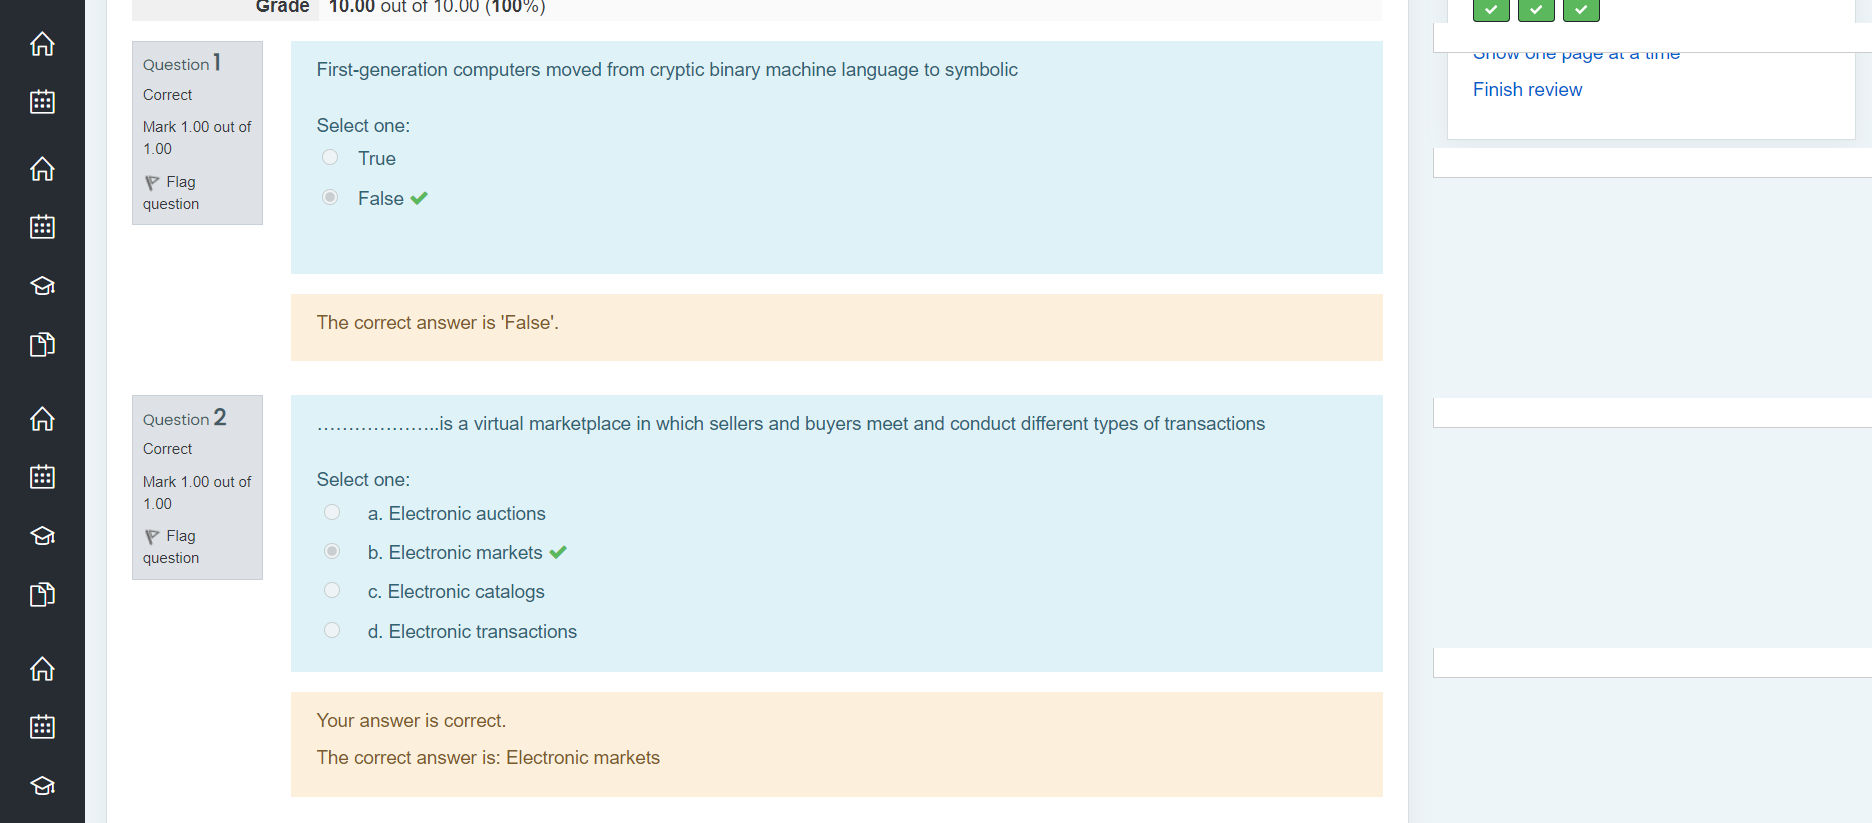 Grade 10.00 out of 10.00 (100%)
Question 1
Correct
Mark 1.00 out of
1.00
Flag
question
First-generation computers moved from cryptic binary machine language to symbolic
Select one:
True
False
The correct answer is 'False'.
Question 2
Correct
Mark 1.00 out of
1.00
Flag
question
………………..is a virtual marketplace in which sellers and buyers meet and conduct different types of transactions
Select one:
a. Electronic auctions
b. Electronic markets
c. Electronic catalogs
d. Electronic transactions
Your answer is correct.
The correct answer is: Electronic markets
Show one page at a time
Finish review